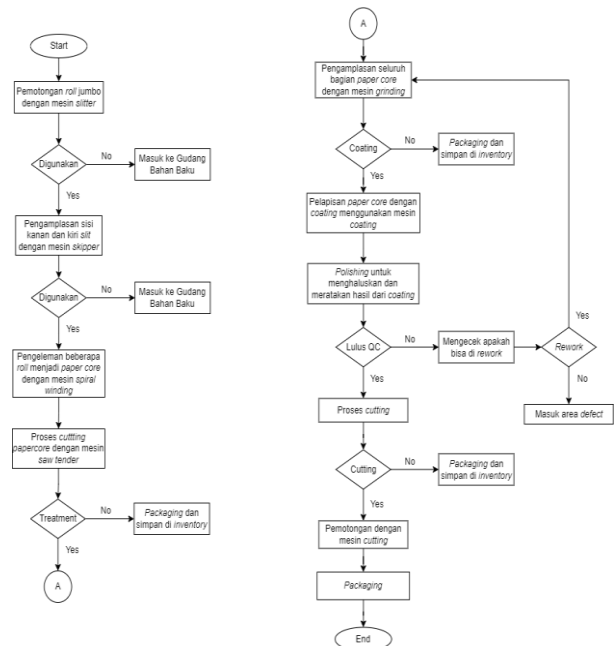 Start
Pemotongan roll jumbo
dengan mesin slitter
Digunakan
No
Masuk ke Gudang
Bahan Baku
Yes
Pengamplasan sisi
kanan dan kiri slit
dengan mesin skipper
Digunakan
No
Masuk ke Gudang
Bahan Baku
Yes
Pengeleman beberapa
roll menjadi paper core
dengan mesin spiral
winding
Proses cuttting
papercore dengan mesin
saw tender
Treatment
No
Packaging dan
simpan di inventory
Yes
A
A
Pengamplasan seluruh
bagian paper core
dengan mesin grinding
Coating
No
Packaging dan
simpan di inventory
Yes
Pelapisan paper core dengan
coating menggunakan mesin
coating
Polishing untuk
menghaluskan dan
meratakan hasil dari coating
Lulus QC
No
Mengecek apakah
bisa di rework
Rework
Yes
No
Masuk area defect
Yes
Proses cutting
Cutting
No
Packaging dan
simpan di inventory
Yes
Pemotongan dengan
mesin cutting
Packaging
End